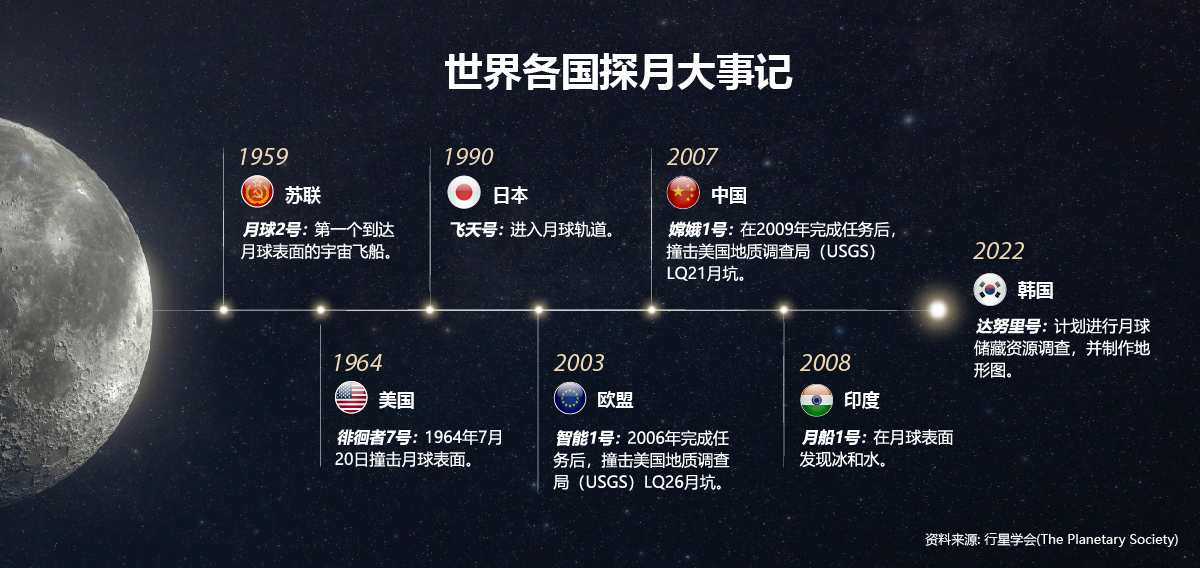 世界各国探月大事记
1959
苏联
月球2号：第一个到达
月球表面的宇宙飞船。
1990
日本
飞天号：进入月球轨道。
2007
中国
嫦娥1号：在2009年完成任务后，
撞击美国地质调查局（USGS）
LQ21月坑。
2022
韩国
达努里号：计划进行月球
储藏资源调查，并制作地
形图。
1964
美国
徘徊者7号：1964年7月
20日撞击月球表面。
2003
欧盟
智能1号：2006年完成任
务后，撞击美国地质调查
局（USGS）LQ26月坑。
2008
印度
月船1号：在月球表面
发现冰和水。
资料来源: 行星学会(The Planetary Society)